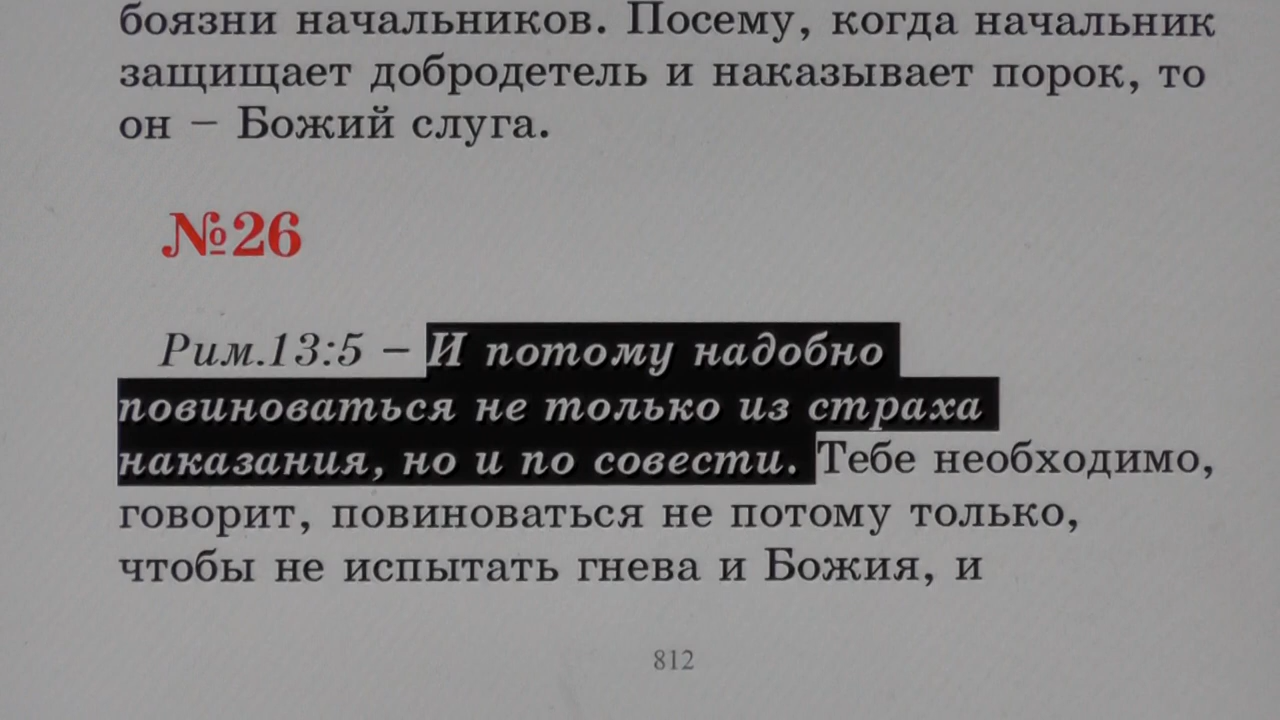 боязни начальников. Посему, когда начальник
защищает добродетель и наказывает порок, то
он – Божий слуга.
№26
Рим.13:5 – И потому надобно
повиноваться не только из страха
наказания, но и по совести. Тебе необходимо,
говорит, повиноваться не потому только,
чтобы не испытать гнева и Божия, и
812